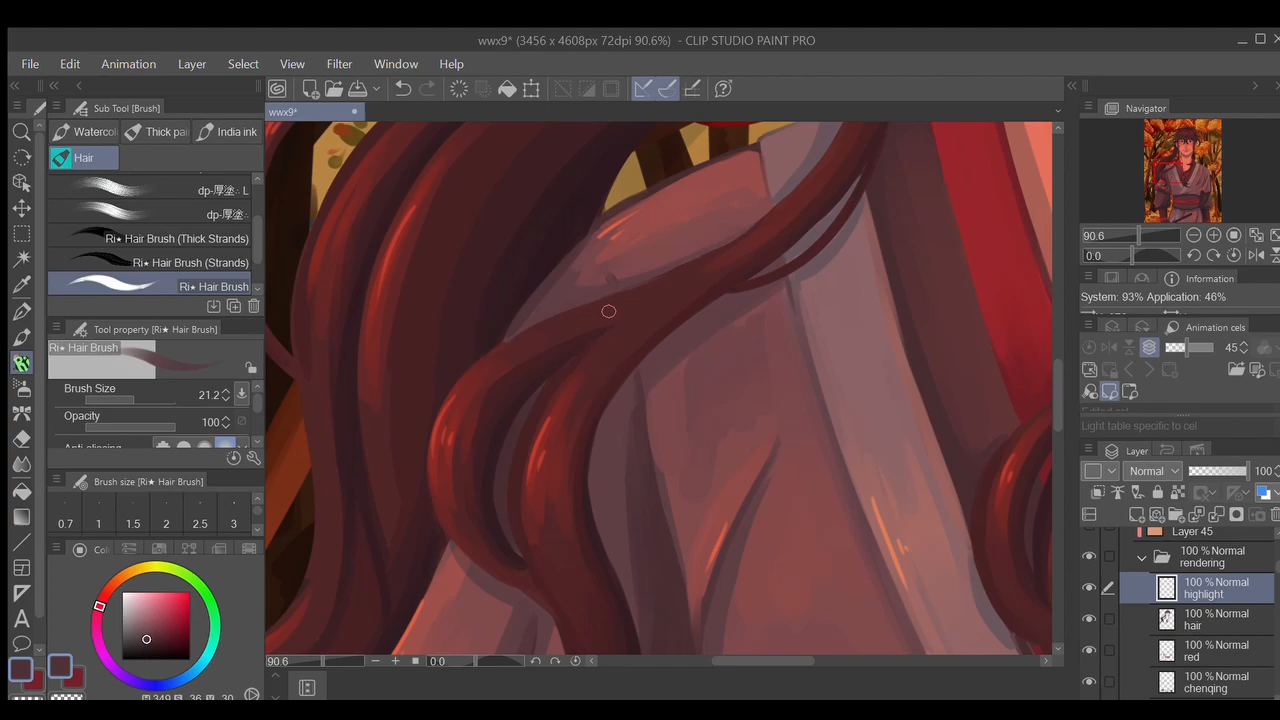 wwx9* (3456 x 4608px 72dpi 90.6%) - CLIP STUDIO PAINT PRO
File Edit Animation Layer Select View Filter Window Help
Sub Tool [Brush]
wwx9*
Navigator
Watercol Thick pai India ink
Hair
dp-厚塗∴ L
dp-厚塗∴
Ri★ Hair Brush (Thick Strands)
Ri★ Hair Brush (Strands)
Ri★ Hair Brush
90.6
0.0
Information
System: 93% Application: 46%
Tool property [Ri★ Hair Brush]
Animation cels
Ri★ Hair Brush
45
Brush Size 21.2
Opacity 100
Light table specific to cel
Layer
Normal 100
Brush size [Ri★ Hair Brush]
0.7 1 1.5 2 2.5 3
Layer 45
100 % Normal
rendering
100 % Normal
highlight
100 % Normal
hair
100 % Normal
red
100 % Normal
chenqing
90.6 0.0